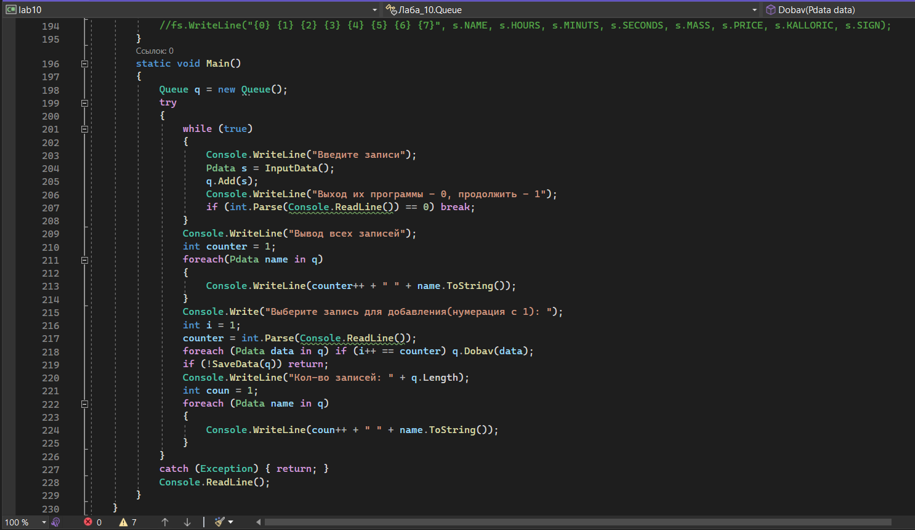 lab10 Лаба_10.Queue Dobav(Pdata data)
194 //fs.WriteLine("{0} {1} {2} {3} {4} {5} {6} {7}", s.NAME, s.HOURS, s.MINUTS, s.SECONDS, s.MASS, s.PRICE, s.KALLORIC, s.SIGN);
195 }
Ссылок: 0
196 static void Main()
197 {
198 Queue q = new Queue();
199 try
200 {
201 while (true)
202 {
203 Console.WriteLine("Введите записи");
204 Pdata s = InputData();
205 q.Add(s);
206 Console.WriteLine("Выход их программы - 0, продолжить - 1");
207 if (int.Parse(Console.ReadLine()) == 0) break;
208 }
209 Console.WriteLine("Вывод всех записей");
210 int counter = 1;
211 foreach(Pdata name in q)
212 {
213 Console.WriteLine(counter++ + " " + name.ToString());
214 }
215 Console.Write("Выберите запись для добавления(нумерация с 1): ");
216 int i = 1;
217 counter = int.Parse(Console.ReadLine());
218 foreach (Pdata data in q) if (i++ == counter) q.Dobav(data);
219 if (!SaveData(q)) return;
220 Console.WriteLine("Кол-во записей: " + q.Length);
221 int coun = 1;
222 foreach (Pdata name in q)
223 {
224 Console.WriteLine(coun++ + " " + name.ToString());
225 }
226 }
227 catch (Exception) { return; }
228 Console.ReadLine();
229 }
230 }
100 % 0 7